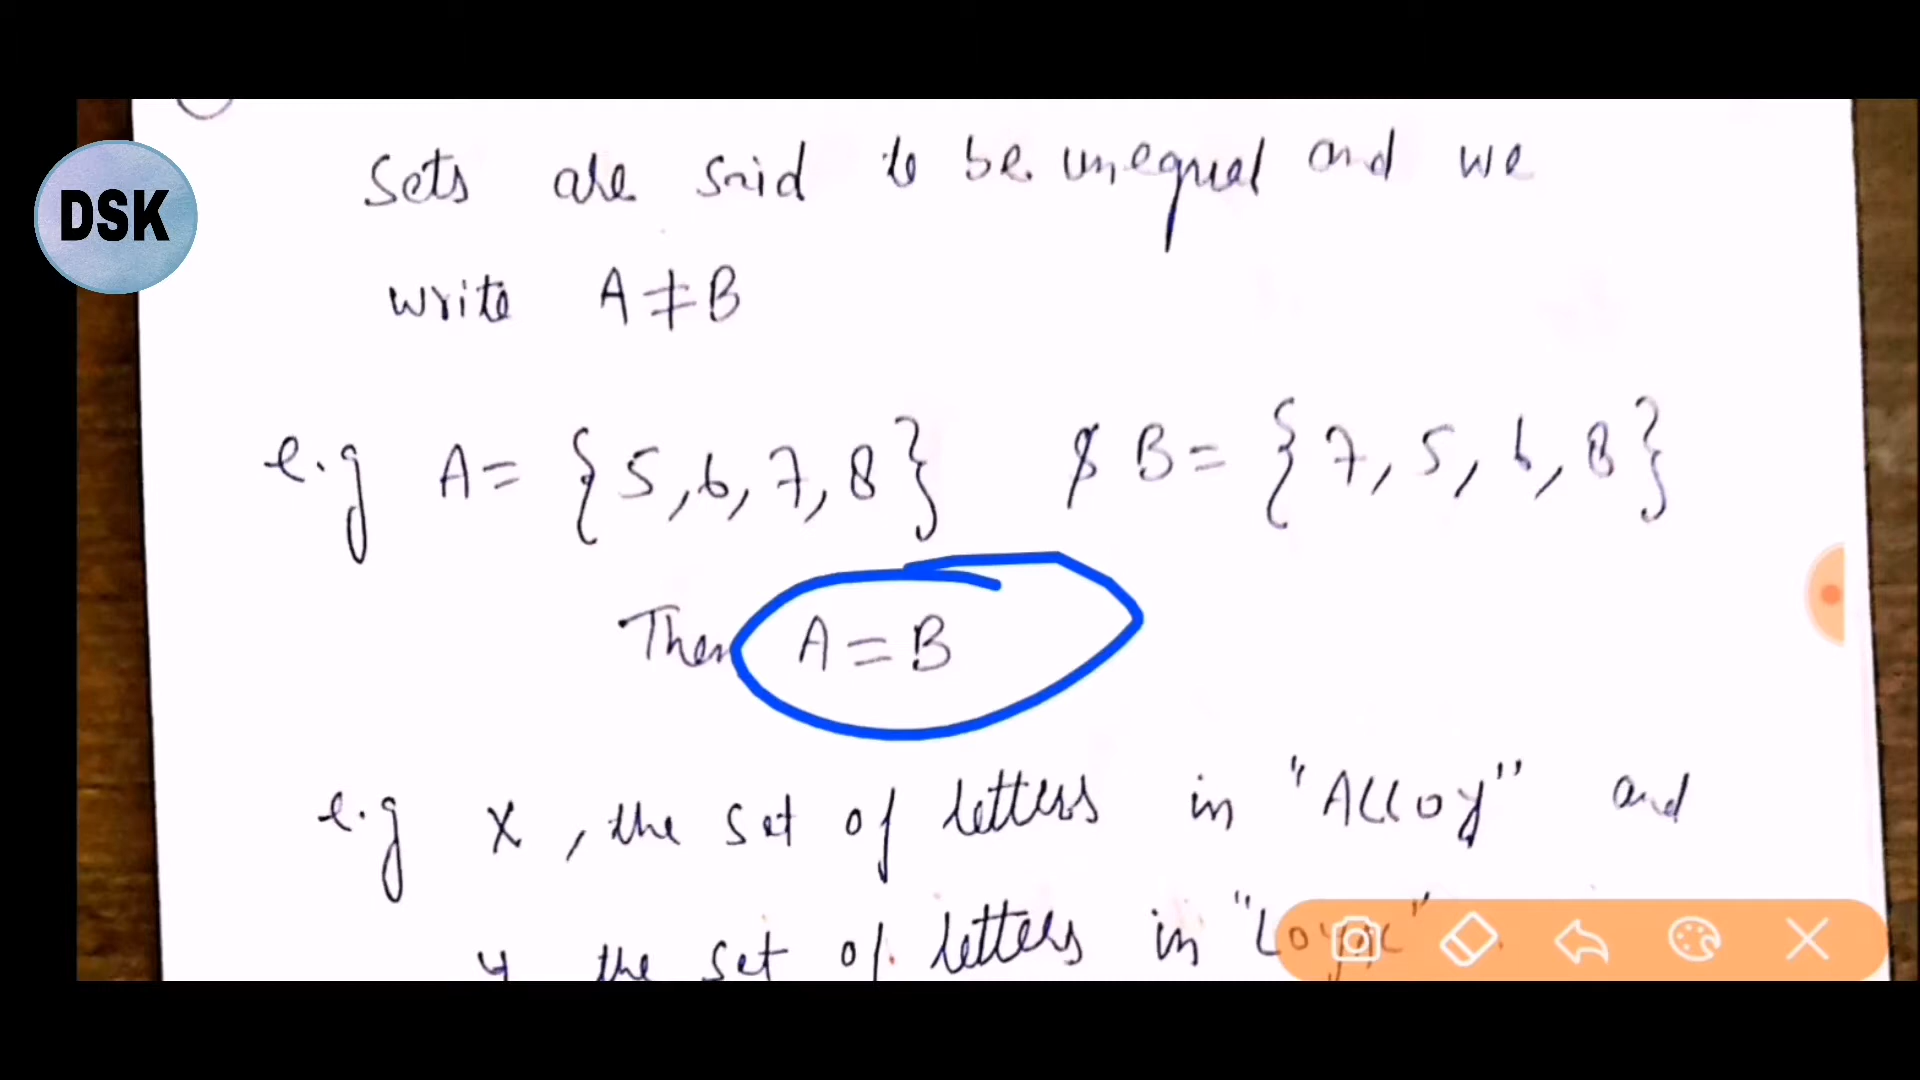 DSK
Sets are said to be unequal and we
write A ≠ B
e.g A = {5, 6, 7, 8} & B = {7, 5, 6, 8}
Then A = B
e.g X, the set of letters in "ALLOY" and
Y the set of letters in "LOYAL".